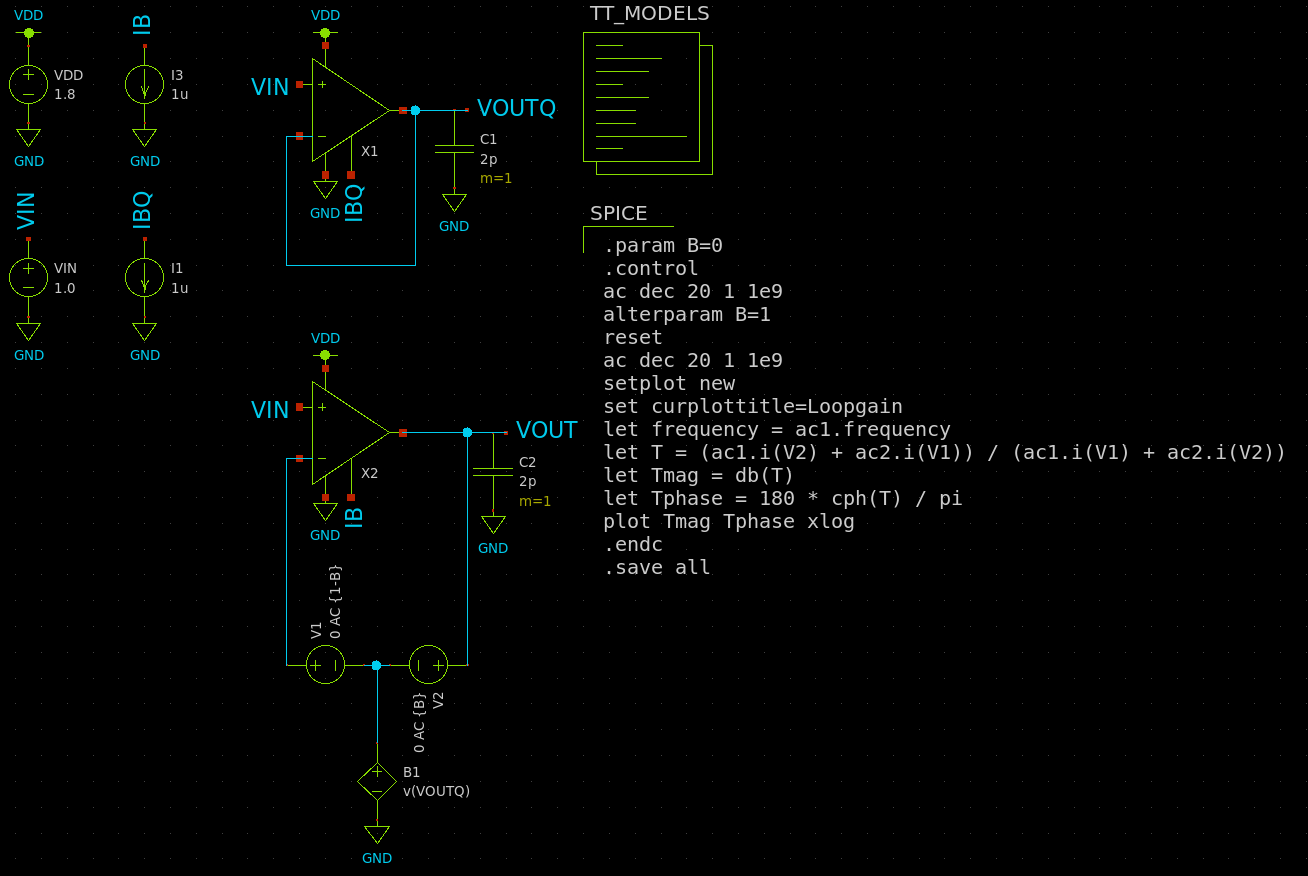 VDD
VDD
1.8
GND
IB
I3
1u
GND
VIN
VIN
1.0
GND
IBQ
I1
1u
GND
VDD
VIN
+
−
X1
GND
IBQ
VOUTQ
C1
2p
m=1
GND
VDD
VIN
+
−
X2
GND
IB
VOUT
C2
2p
m=1
GND
V1
0 AC {1-B}
V2
0 AC {B}
B1
v(VOUTQ)
GND
TT_MODELS
SPICE
.param B=0
.control
ac dec 20 1 1e9
alterparam B=1
reset
ac dec 20 1 1e9
setplot new
set curplottitle=Loopgain
let frequency = ac1.frequency
let T = (ac1.i(V2) + ac2.i(V1)) / (ac1.i(V1) + ac2.i(V2))
let Tmag = db(T)
let Tphase = 180 * cph(T) / pi
plot Tmag Tphase xlog
.endc
.save all